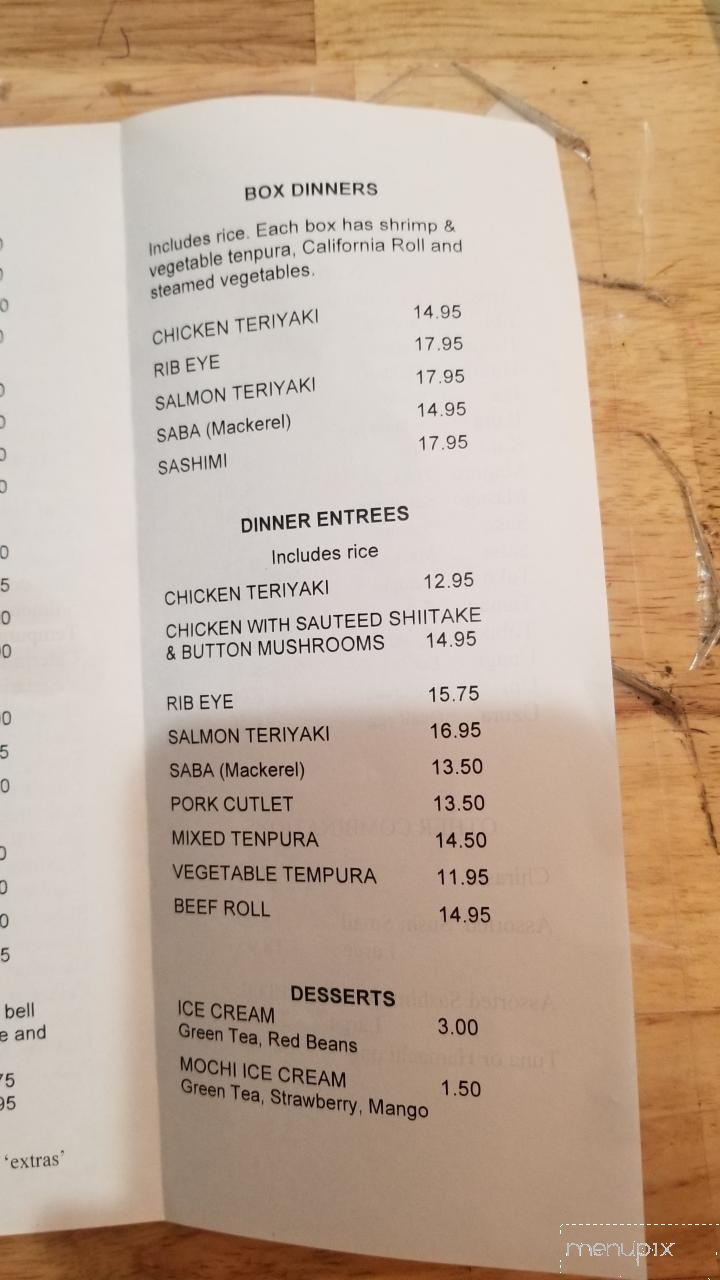 BOX DINNERS
Includes rice. Each box has shrimp &
vegetable tenpura, California Roll and
steamed vegetables.
CHICKEN TERIYAKI 14.95
RIB EYE 17.95
SALMON TERIYAKI 17.95
SABA (Mackerel) 14.95
SASHIMI 17.95
DINNER ENTREES
Includes rice
CHICKEN TERIYAKI 12.95
CHICKEN WITH SAUTEED SHIITAKE
& BUTTON MUSHROOMS 14.95
RIB EYE 15.75
SALMON TERIYAKI 16.95
SABA (Mackerel) 13.50
PORK CUTLET 13.50
MIXED TENPURA 14.50
VEGETABLE TEMPURA 11.95
BEEF ROLL 14.95
DESSERTS
ICE CREAM 3.00
Green Tea, Red Beans
MOCHI ICE CREAM 1.50
Green Tea, Strawberry, Mango
bell
and
'extras'
menupix